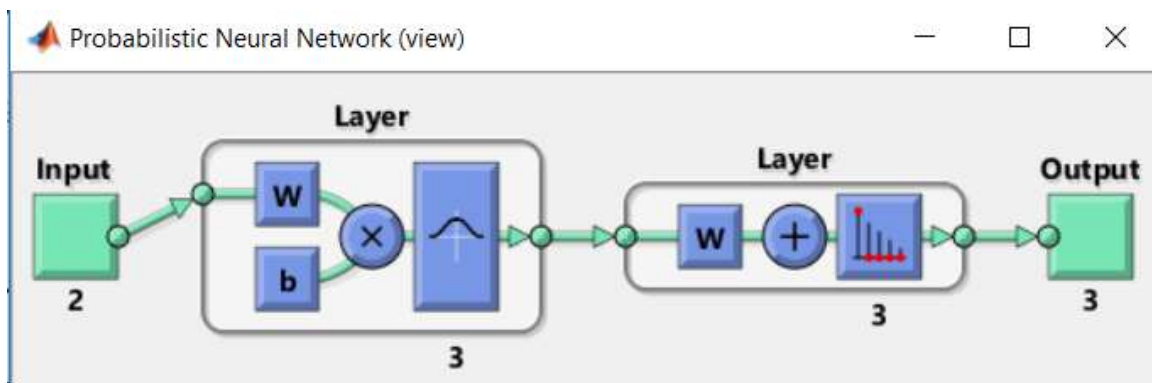 Probabilistic Neural Network (view)
Layer
Input
W
b
2
3
Layer
W
3
Output
3